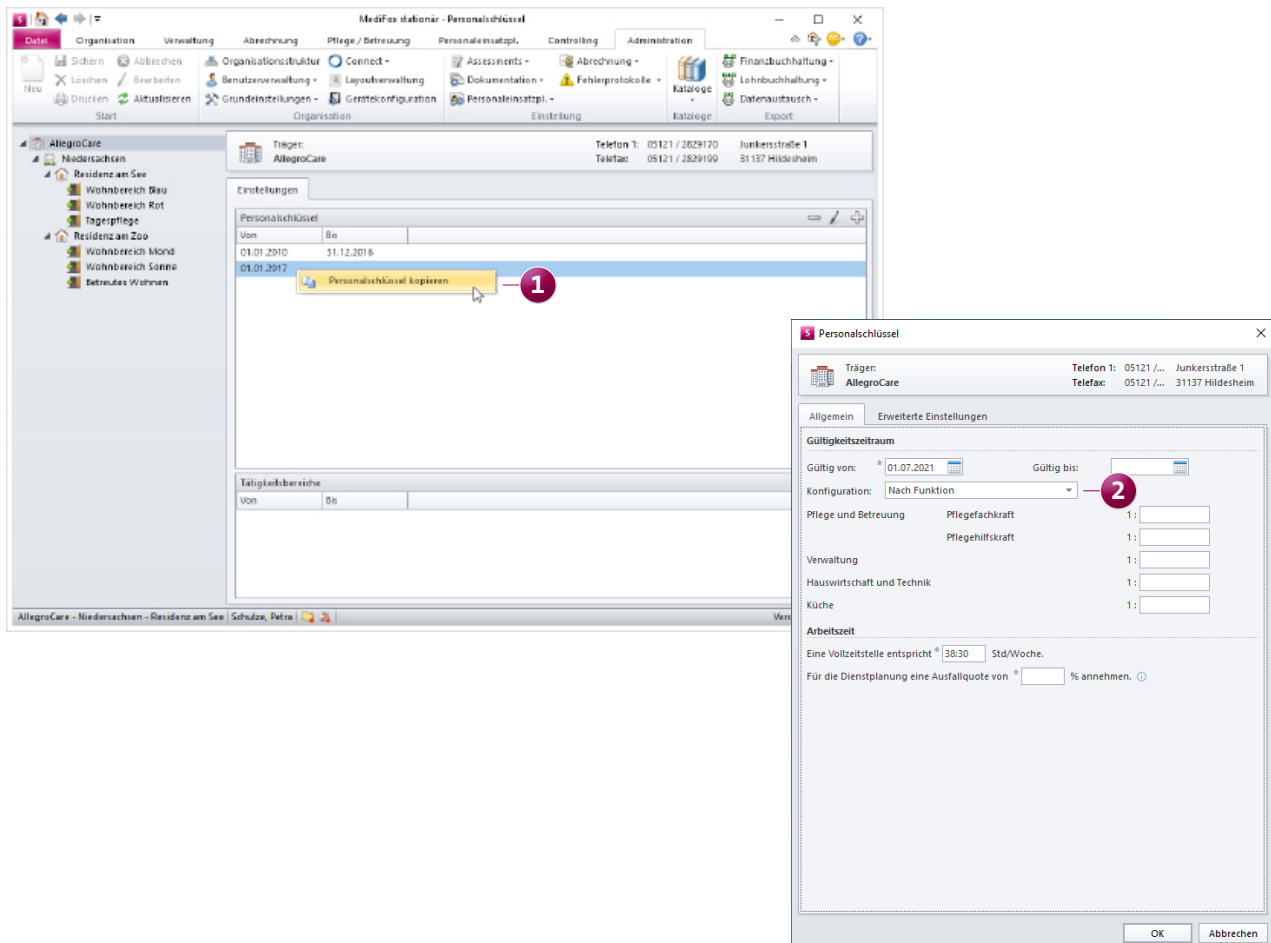 MediFox stationär - Personalschlüssel
Datei Organisation Verwaltung Abrechnung Pflege / Betreuung Personaleinsatzpl. Controlling Administration
Neu
Sichern Abbrechen
Löschen Bearbeiten
Drucken Aktualisieren
Start
Organisationsstruktur Connect
Benutzerverwaltung Layoutverwaltung
Grundeinstellungen Gerätekonfiguration
Organisation
Assessments Abrechnung
Dokumentation Fehlerprotokolle
Personaleinsatzpl.
Einstellung
Kataloge
Kataloge
Finanzbuchhaltung
Lohnbuchhaltung
Datenaustausch
Export
AllegroCare
Niedersachsen
Residenz am See
Wohnbereich Blau
Wohnbereich Rot
Tagespflege
Residenz am Zoo
Wohnbereich Mond
Wohnbereich Sonne
Betreutes Wohnen
Träger:
AllegroCare
Telefon 1: 05121 / 2829170 Junkersstraße 1
Telefax: 05121 / 2829199 31137 Hildesheim
Einstellungen
Personalschlüssel
Von Bis
01.01.2010 31.12.2016
01.01.2017
Personalschlüssel kopieren
1
Tätigkeitsbereiche
Von Bis
AllegroCare - Niedersachsen - Residenz am See Schulze, Petra Vers
S Personalschlüssel
Träger:
AllegroCare
Telefon 1: 05121 /... Junkersstraße 1
Telefax: 05121 /... 31137 Hildesheim
Allgemein Erweiterte Einstellungen
Gültigkeitszeitraum
Gültig von: * 01.07.2021 Gültig bis:
Konfiguration: Nach Funktion
2
Pflege und Betreuung Pflegefachkraft 1:
Pflegehilfskraft 1:
Verwaltung 1:
Hauswirtschaft und Technik 1:
Küche 1:
Arbeitszeit
Eine Vollzeitstelle entspricht * 38:30 Std/Woche.
Für die Dienstplanung eine Ausfallquote von * % annehmen.
OK Abbrechen